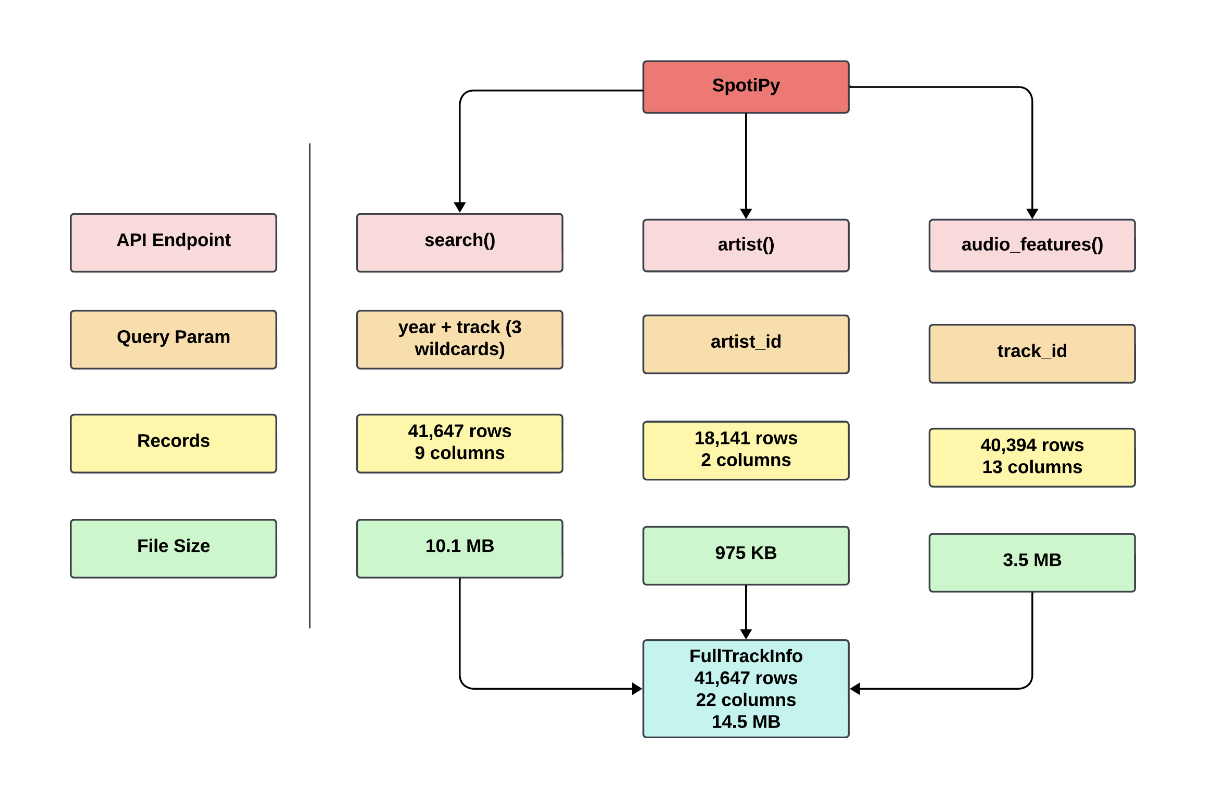 SpotiPy
API Endpoint
search()
artist()
audio_features()
Query Param
year + track (3
wildcards)
artist_id
track_id
Records
41,647 rows
9 columns
18,141 rows
2 columns
40,394 rows
13 columns
File Size
10.1 MB
975 KB
3.5 MB
FullTrackInfo
41,647 rows
22 columns
14.5 MB